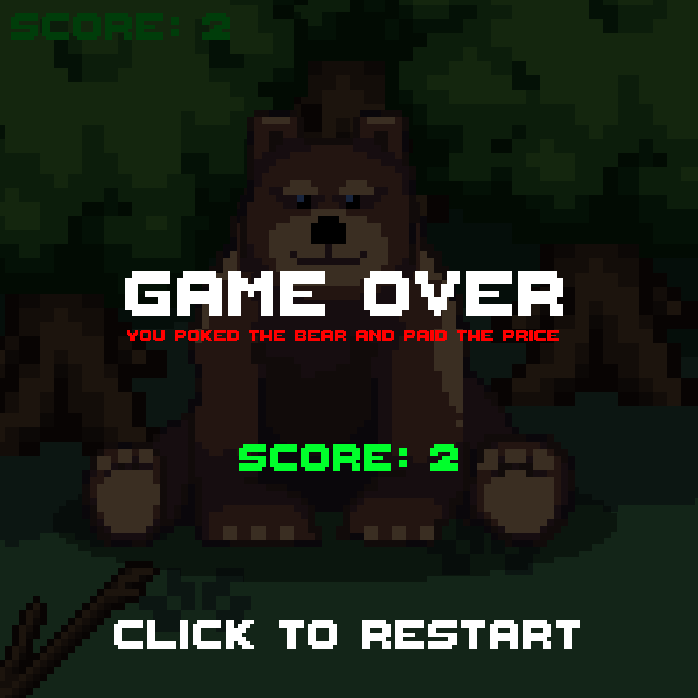 SCORE: 2
GAME OVER
YOU POKED THE BEAR AND PAID THE PRICE
SCORE: 2
CLICK TO RESTART